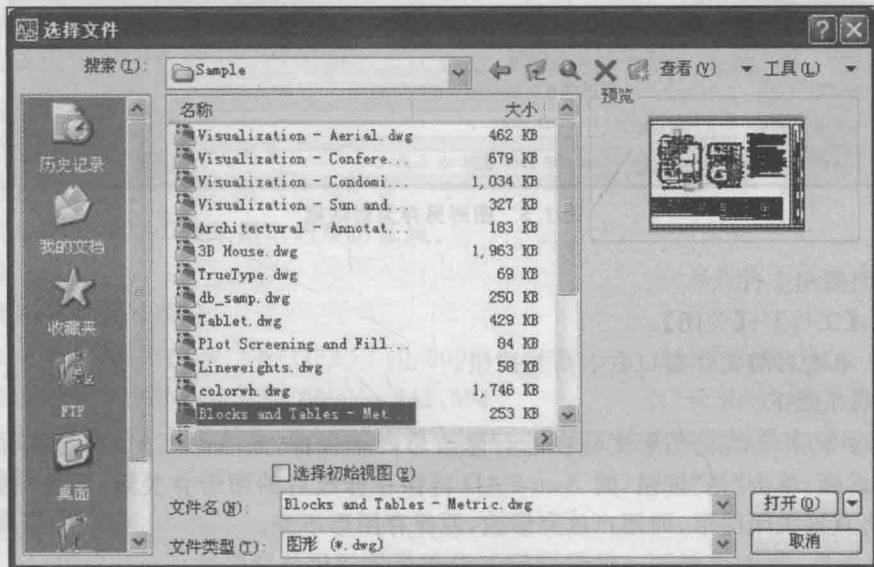 选择文件
搜索(I):
Sample
查看(V)
工具(L)
历史记录
我的文档
收藏夹
FTP
桌面
名称 大小
Visualization - Aerial.dwg 462 KB
Visualization - Confere... 679 KB
Visualization - Condomi... 1,034 KB
Visualization - Sun and... 327 KB
Architectural - Annotat... 183 KB
3D House.dwg 1,963 KB
TrueType.dwg 69 KB
db_samp.dwg 250 KB
Tablet.dwg 429 KB
Plot Screening and Fill... 84 KB
Lineweights.dwg 58 KB
colorwh.dwg 1,746 KB
Blocks and Tables - Met... 253 KB
预览
选择初始视图(E)
文件名(N): Blocks and Tables - Metric.dwg
打开(O)
文件类型(T): 图形 (*.dwg)
取消